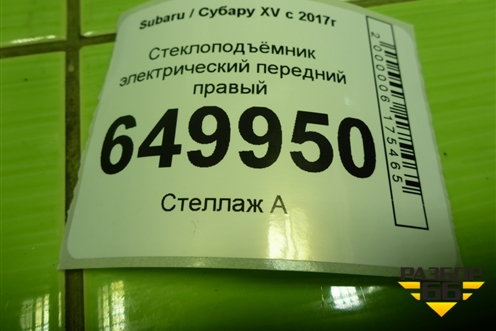 Subaru / Субару XV с 2017г
Стеклоподъёмник
электрический передний
правый
649950
Стеллаж А
2000006175465
РАЗБОР
66